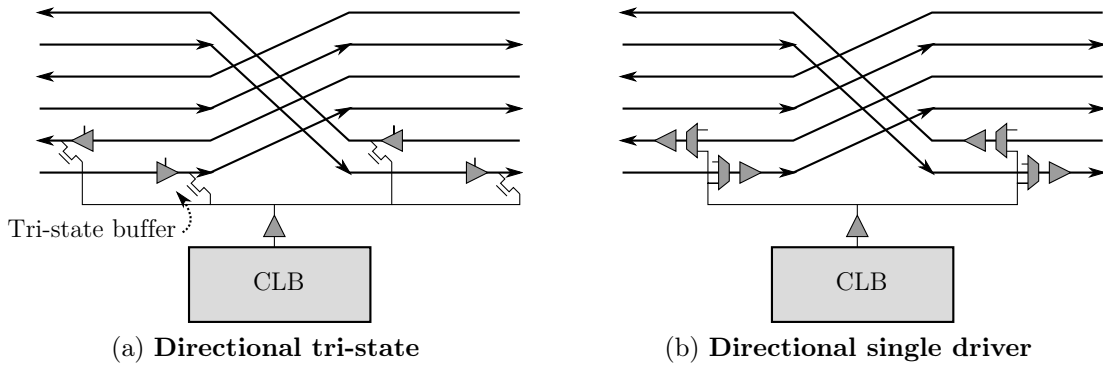 Tri-state buffer
CLB
CLB
(a) Directional tri-state
(b) Directional single driver